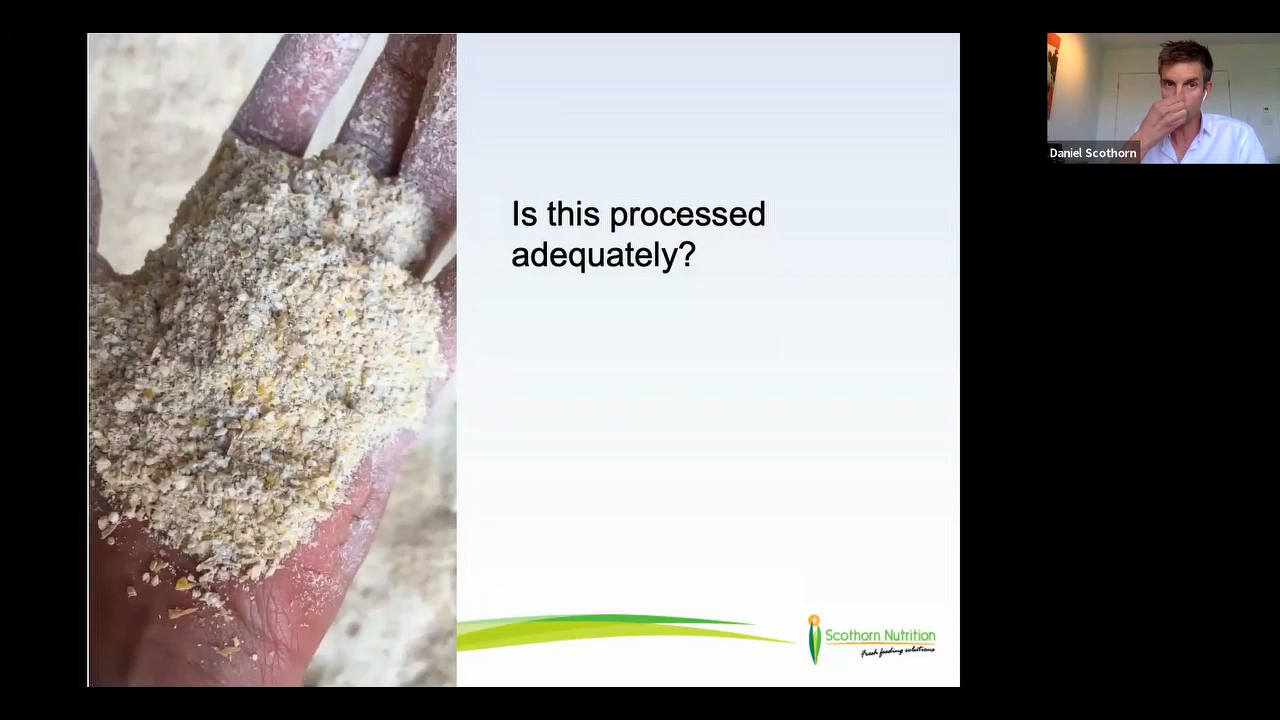 Is this processed
adequately?
Daniel Scothorn
Scothorn Nutrition
Fresh feeding solutions